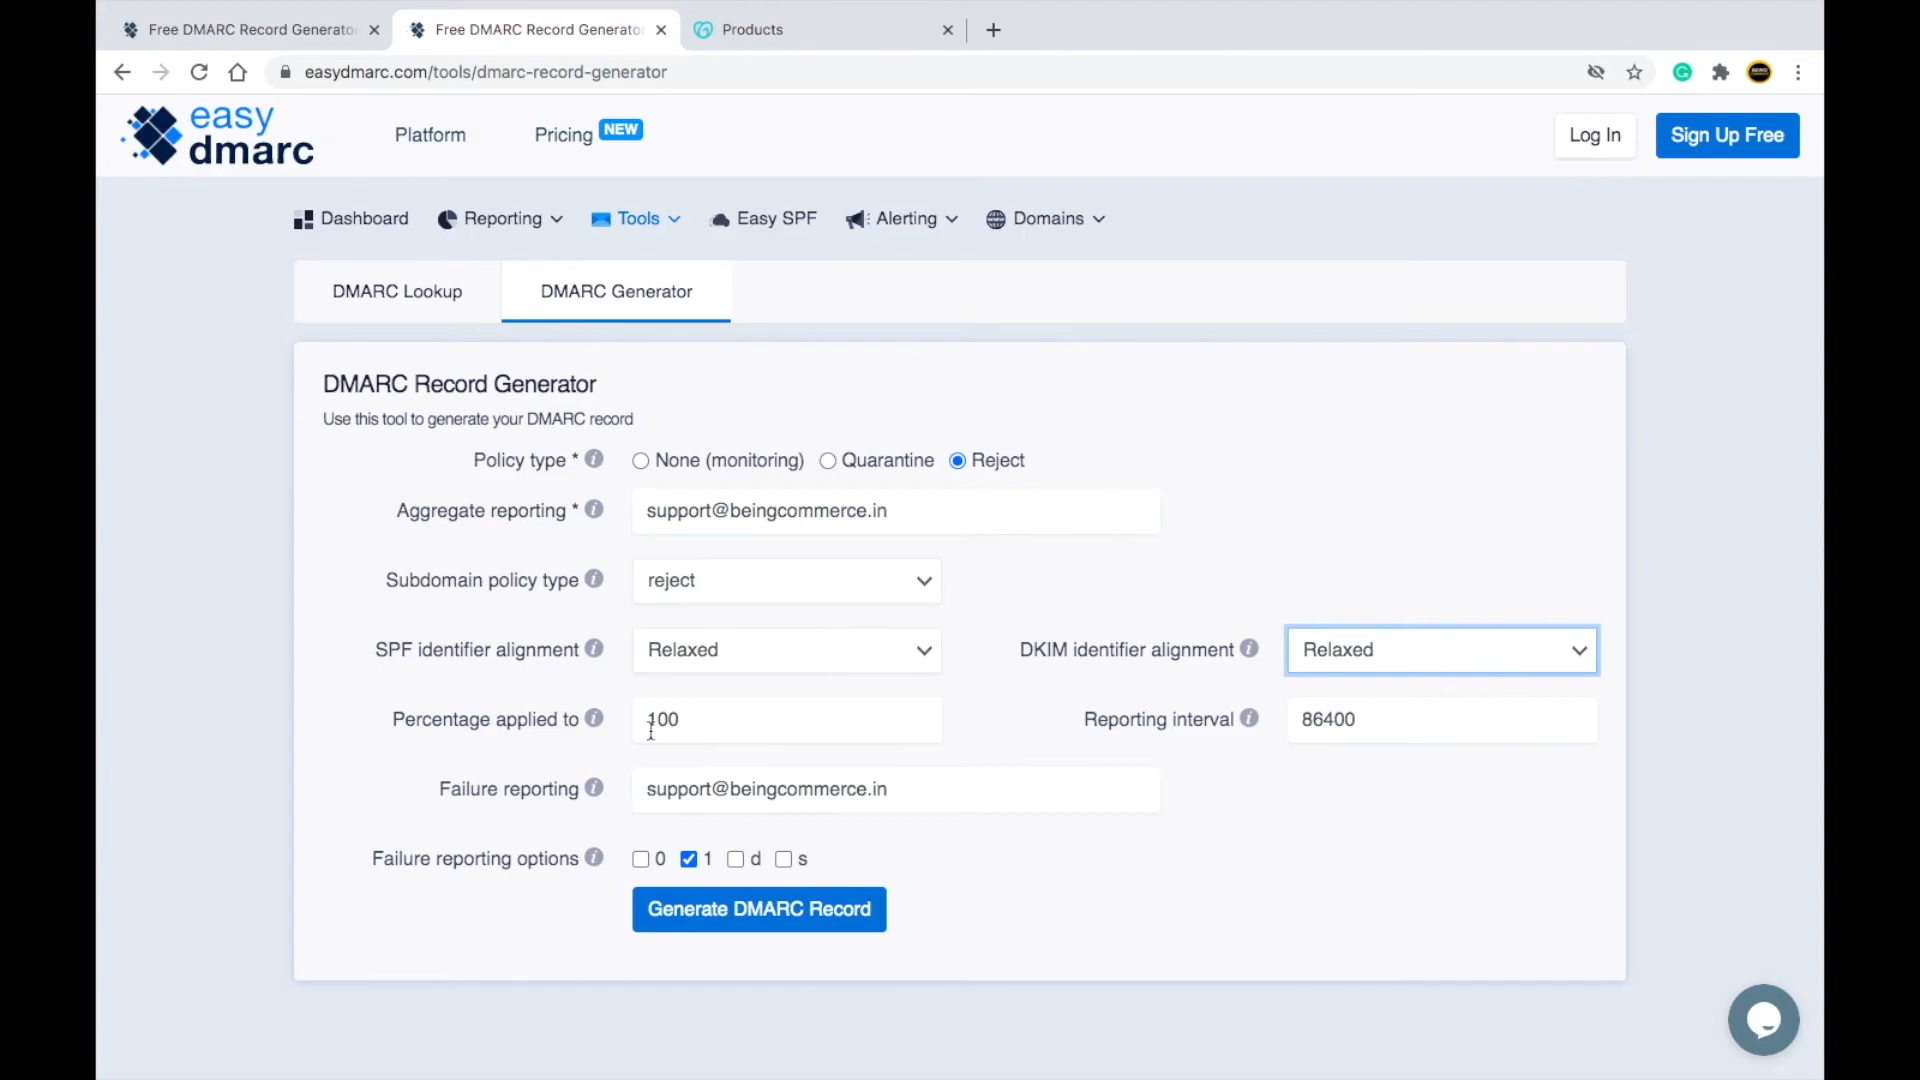 Free DMARC Record Generato
Free DMARC Record Generato
Products
easydmarc.com/tools/dmarc-record-generator
easy
dmarc
Platform
Pricing NEW
Log In
Sign Up Free
Dashboard
Reporting
Tools
Easy SPF
Alerting
Domains
DMARC Lookup
DMARC Generator
DMARC Record Generator
Use this tool to generate your DMARC record
Policy type * None (monitoring) Quarantine Reject
Aggregate reporting * support@beingcommerce.in
Subdomain policy type reject
SPF identifier alignment Relaxed DKIM identifier alignment Relaxed
Percentage applied to 100 Reporting interval 86400
Failure reporting support@beingcommerce.in
Failure reporting options 0 1 d s
Generate DMARC Record